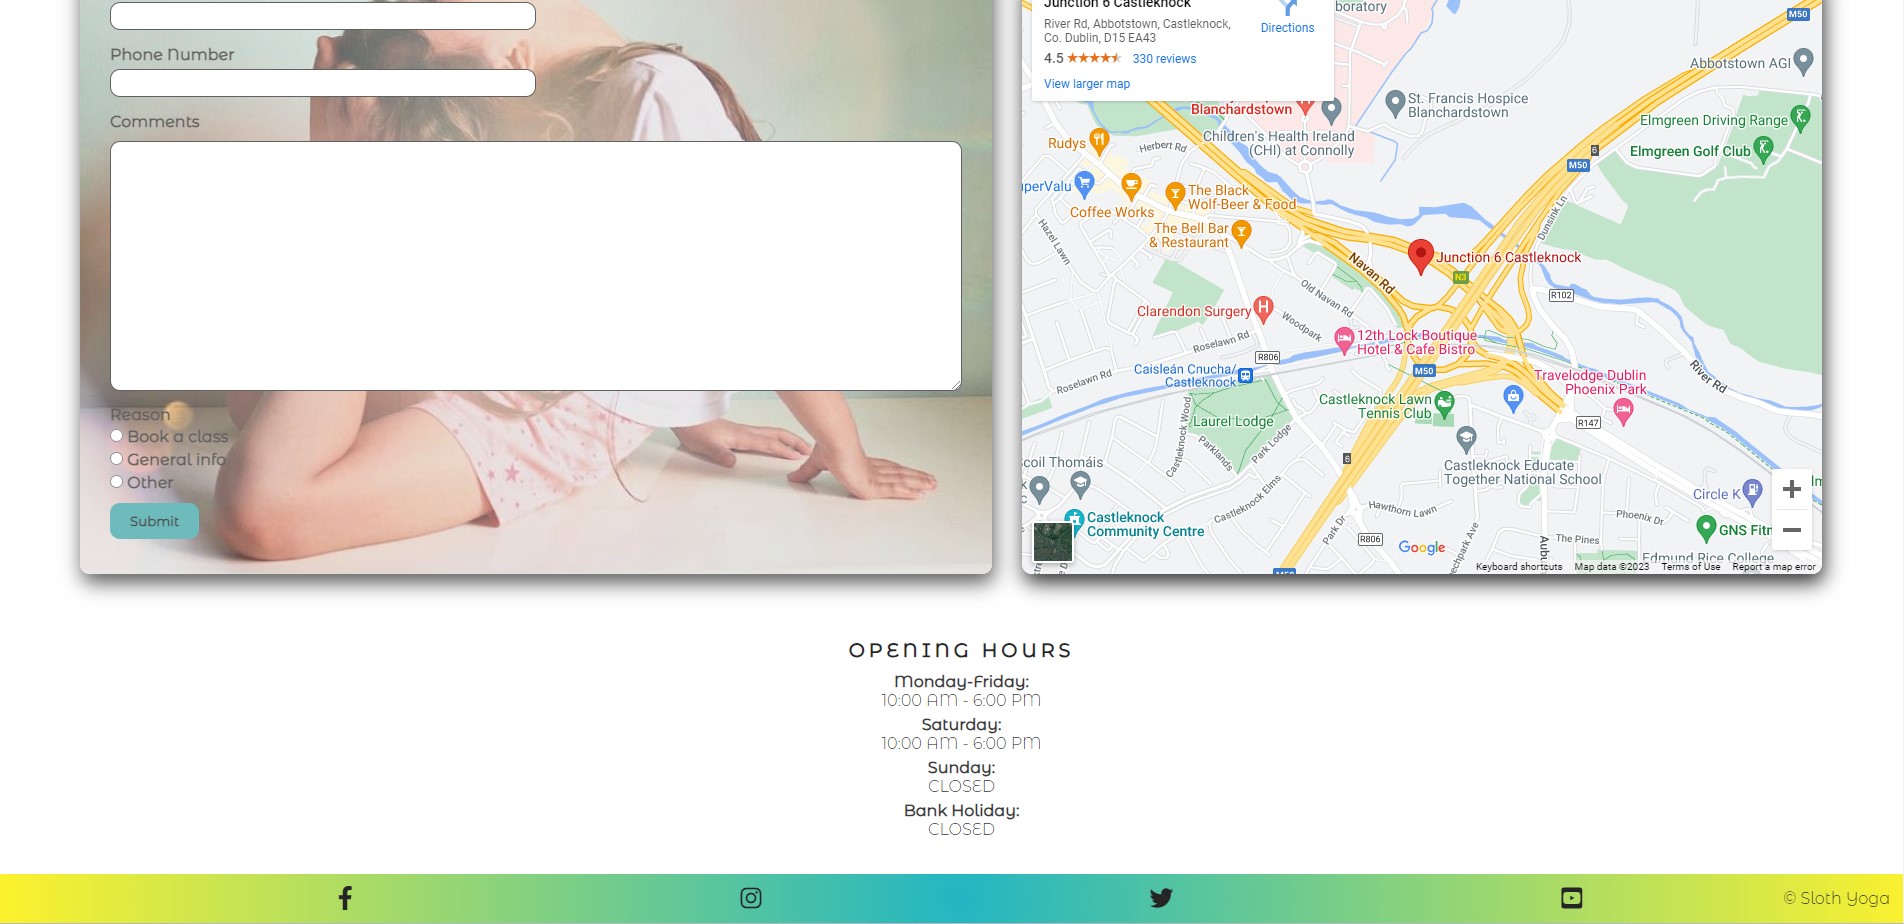 Phone Number
Comments
Reason
Book a class
General info
Other
Submit
Junction 6 Castleknock
River Rd, Abbotstown, Castleknock,
Co. Dublin, D15 EA43
4.5
330 reviews
View larger map
Directions
boratory
M50
Abbotstown AGI
Blanchardstown
St. Francis Hospice
Blanchardstown
Children's Health Ireland
(CHI) at Connolly
Elmgreen Driving Range
Elmgreen Golf Club
Rudys
Herbert Rd
6
M50
perValu
The Black
Wolf-Beer & Food
Coffee Works
The Bell Bar
& Restaurant
Hazel Lawn
Dunsink Ln
Navan Rd
Junction 6 Castleknock
N3
Old Navan Rd
R102
Clarendon Surgery
Woodpark
12th Lock Boutique
Hotel & Cafe Bistro
Roselawn Rd
R806
Caisleán Cnucha/
Castleknock
M50
Roselawn Rd
Travelodge Dublin
Phoenix Park
River Rd
Castleknock Lawn
Tennis Club
Laurel Lodge
R147
Castleknock Wood
Parklands
Park Lodge
6
scoil Thomáis
Castleknock Educate
Together National School
Castleknock Elms
Circle K
Hawthorn Lawn
Phoenix Dr
Castleknock
Community Centre
Park Dr
GNS Fitn
R806
The Pines
Edmund Rice College
Google
M50
Keyboard shortcuts
Map data ©2023
Terms of Use
Report a map error
OPENING HOURS
Monday-Friday:
10:00 AM - 6:00 PM
Saturday:
10:00 AM - 6:00 PM
Sunday:
CLOSED
Bank Holiday:
CLOSED
© Sloth Yoga